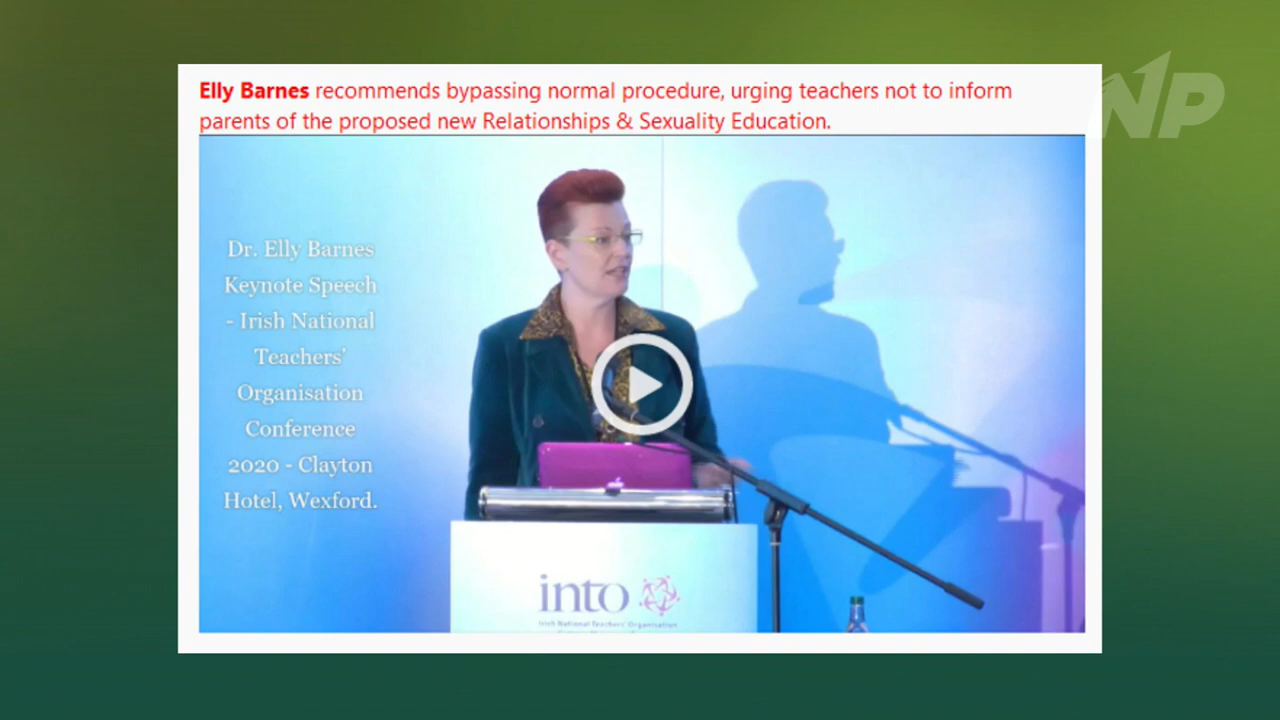 NP
Elly Barnes recommends bypassing normal procedure, urging teachers not to inform
parents of the proposed new Relationships & Sexuality Education.
Dr. Elly Barnes
Keynote Speech
- Irish National
Teachers'
Organisation
Conference
2020 - Clayton
Hotel, Wexford.
into
Irish National Teachers' Organisation